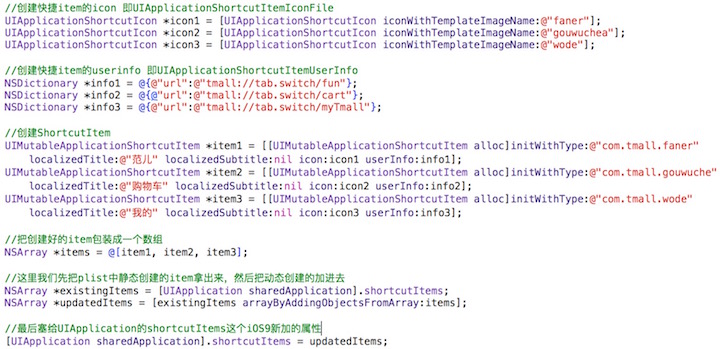 //创建快捷item的icon 即UIApplicationShortcutItemIconFile
UIApplicationShortcutIcon *icon1 = [UIApplicationShortcutIcon iconWithTemplateImageName:@"faner"];
UIApplicationShortcutIcon *icon2 = [UIApplicationShortcutIcon iconWithTemplateImageName:@"gouwuchea"];
UIApplicationShortcutIcon *icon3 = [UIApplicationShortcutIcon iconWithTemplateImageName:@"wode"];
//创建快捷item的userinfo 即UIApplicationShortcutItemUserInfo
NSDictionary *info1 = @{@"url":@"tmall://tab.switch/fun"};
NSDictionary *info2 = @{@"url":@"tmall://tab.switch/cart"};
NSDictionary *info3 = @{@"url":@"tmall://tab.switch/myTmall"};
//创建ShortcutItem
UIMutableApplicationShortcutItem *item1 = [[UIMutableApplicationShortcutItem alloc]initWithType:@"com.tmall.faner"
localizedTitle:@"范儿" localizedSubtitle:nil icon:icon1 userInfo:info1];
UIMutableApplicationShortcutItem *item2 = [[UIMutableApplicationShortcutItem alloc]initWithType:@"com.tmall.gouwuche"
localizedTitle:@"购物车" localizedSubtitle:nil icon:icon2 userInfo:info2];
UIMutableApplicationShortcutItem *item3 = [[UIMutableApplicationShortcutItem alloc]initWithType:@"com.tmall.wode"
localizedTitle:@"我的" localizedSubtitle:nil icon:icon3 userInfo:info3];
//把创建好的item包装成一个数组
NSArray *items = @[item1, item2, item3];
//这里我们先把plist中静态创建的item拿出来，然后把动态创建的加进去
NSArray *existingItems = [UIApplication sharedApplication].shortcutItems;
NSArray *updatedItems = [existingItems arrayByAddingObjectsFromArray:items];
//最后塞给UIApplication的shortcutItems这个iOS9新加的属性
[UIApplication sharedApplication].shortcutItems = updatedItems;